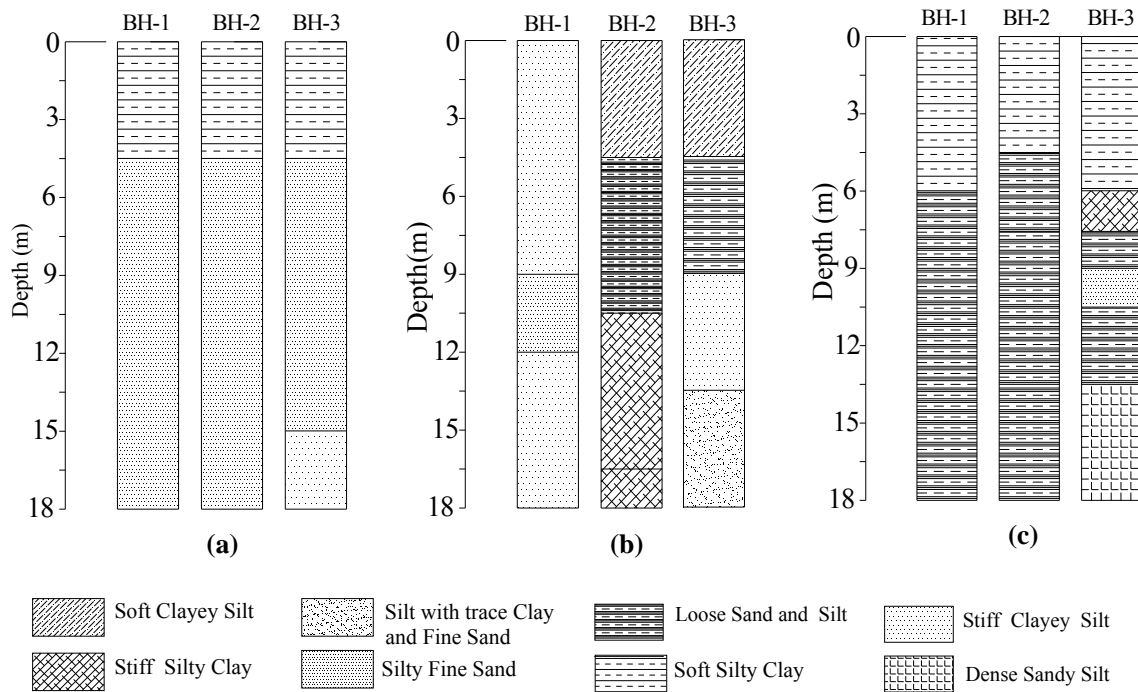 BH-1 BH-2 BH-3
0
3
6
9
12
15
18
Depth (m)
(a)
BH-1 BH-2 BH-3
0
3
6
9
12
15
18
Depth(m)
(b)
BH-1 BH-2 BH-3
0
3
6
9
12
15
18
Depth (m)
(c)
Soft Clayey Silt
Silt with trace Clay
and Fine Sand
Loose Sand and Silt
Stiff Clayey Silt
Stiff Silty Clay
Silty Fine Sand
Soft Silty Clay
Dense Sandy Silt